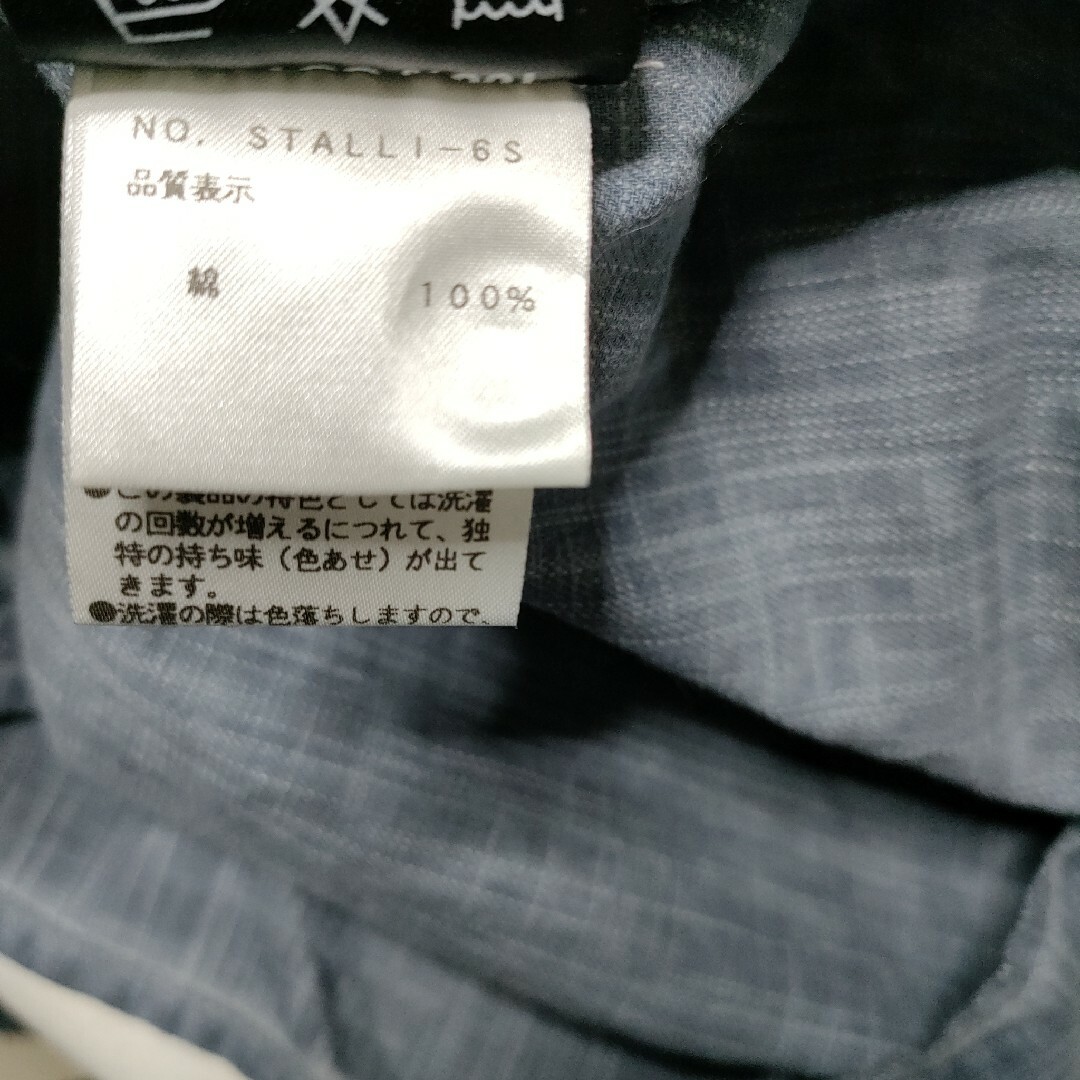 NO. STALLI-6S
品質表示
綿 100%
●この製品の特色としては洗濯
の回数が増えるにつれて、独
特の持ち味（色あせ）が出て
きます。
●洗濯の際は色落ちしますので、